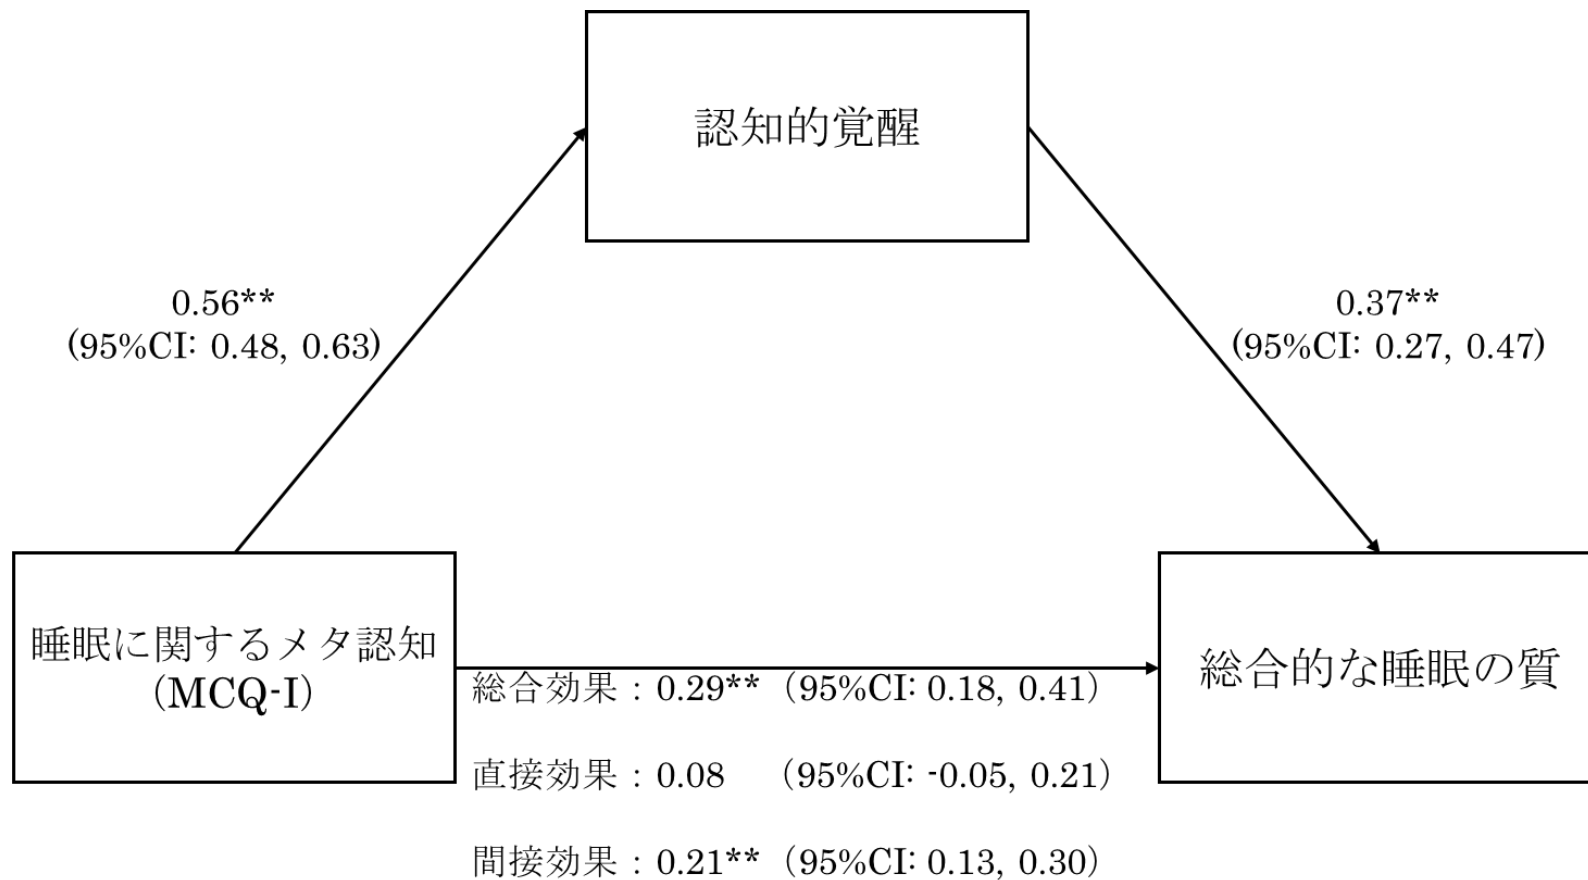 認知的覚醒
0.56**
(95%CI: 0.48, 0.63)
0.37**
(95%CI: 0.27, 0.47)
睡眠に関するメタ認知
(MCQ-I)
総合的な睡眠の質
総合効果：0.29**（95%CI: 0.18, 0.41）
直接効果：0.08　（95%CI: -0.05, 0.21）
間接効果：0.21**（95%CI: 0.13, 0.30）